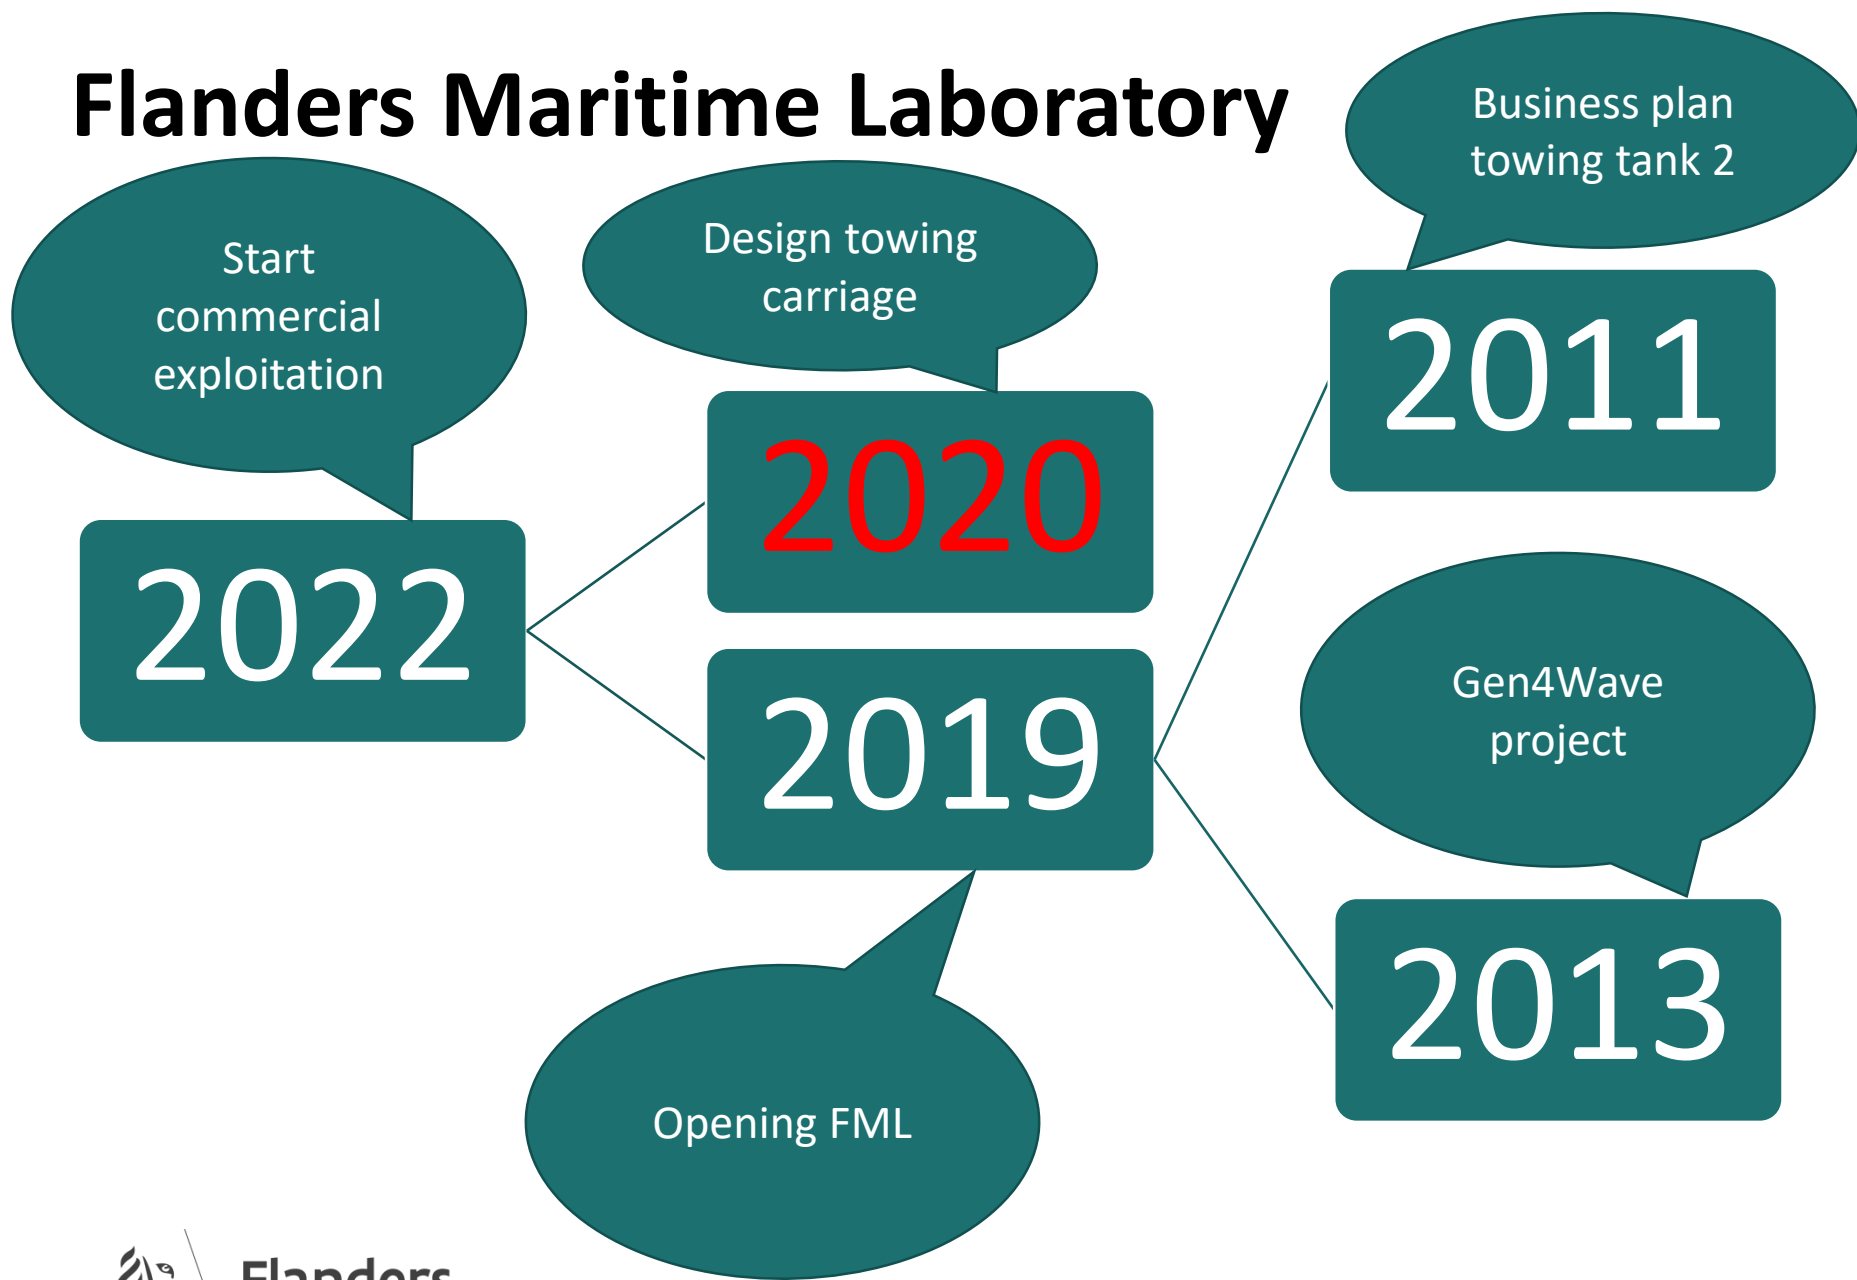 Flanders Maritime Laboratory
Business plan
towing tank 2
Start
commercial
exploitation
Design towing
carriage
2011
2020
2022
Gen4Wave
project
2019
2013
Opening FML
Flanders